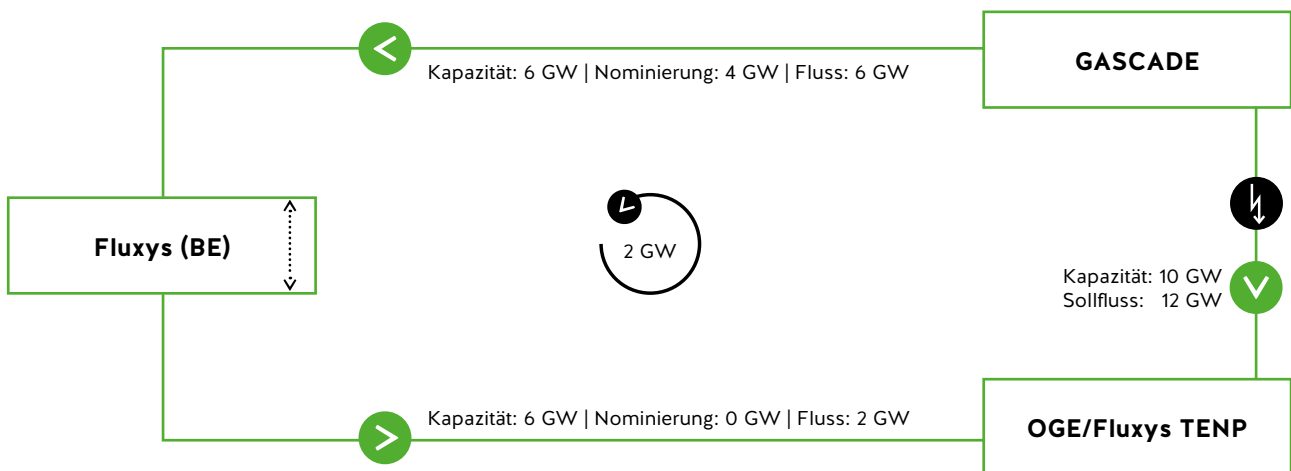 GASCADE
Kapazität: 6 GW | Nominierung: 4 GW | Fluss: 6 GW
Fluxys (BE)
2 GW
Kapazität: 10 GW
Sollfluss: 12 GW
Kapazität: 6 GW | Nominierung: 0 GW | Fluss: 2 GW
OGE/Fluxys TENP